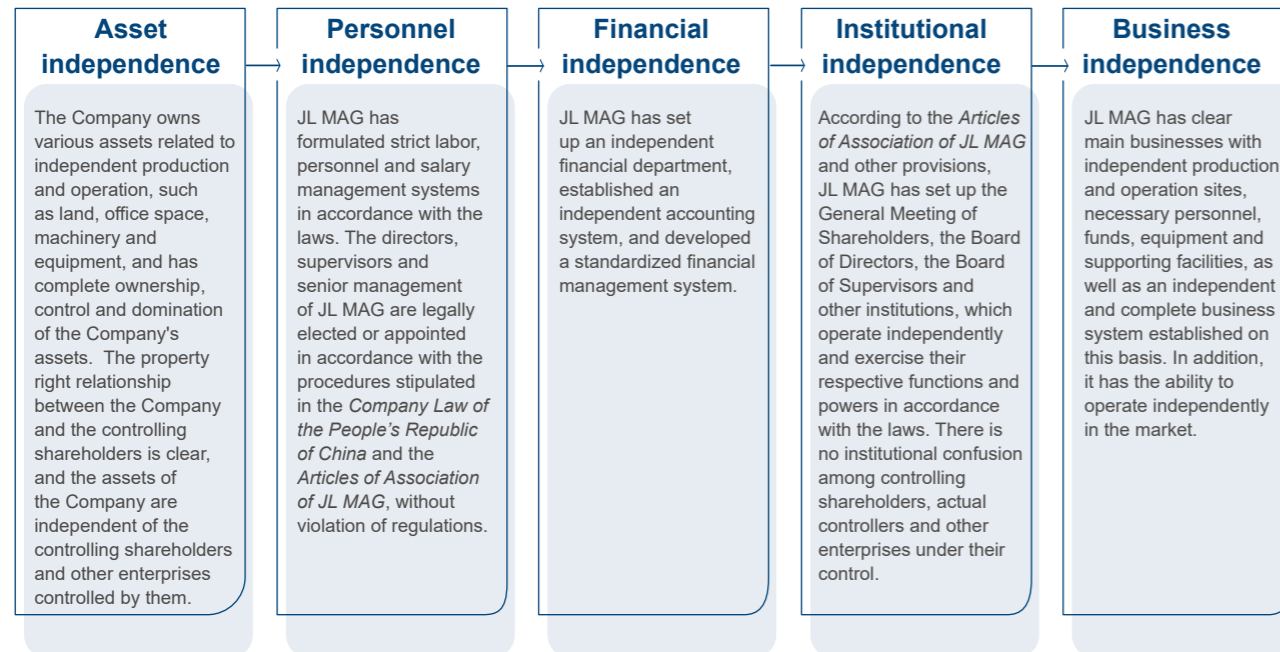 Asset
independence
The Company owns
various assets related to
independent production
and operation, such
as land, office space,
machinery and
equipment, and has
complete ownership,
control and domination
of the Company's
assets.  The property
right relationship
between the Company
and the controlling
shareholders is clear,
and the assets of
the Company are
independent of the
controlling shareholders
and other enterprises
controlled by them.
Personnel
independence
JL MAG has
formulated strict labor,
personnel and salary
management systems
in accordance with the
laws. The directors,
supervisors and
senior management
of JL MAG are legally
elected or appointed
in accordance with the
procedures stipulated
in the Company Law of
the People’s Republic
of China and the
Articles of Association
of JL MAG, without
violation of regulations.
Financial
independence
JL MAG has set
up an independent
financial department,
established an
independent accounting
system, and developed
a standardized financial
management system.
Institutional
independence
According to the Articles
of Association of JL MAG
and other provisions,
JL MAG has set up the
General Meeting of
Shareholders, the Board
of Directors, the Board
of Supervisors and
other institutions, which
operate independently
and exercise their
respective functions and
powers in accordance
with the laws. There is
no institutional confusion
among controlling
shareholders, actual
controllers and other
enterprises under their
control.
Business
independence
JL MAG has clear
main businesses with
independent production
and operation sites,
necessary personnel,
funds, equipment and
supporting facilities, as
well as an independent
and complete business
system established on
this basis. In addition,
it has the ability to
operate independently
in the market.